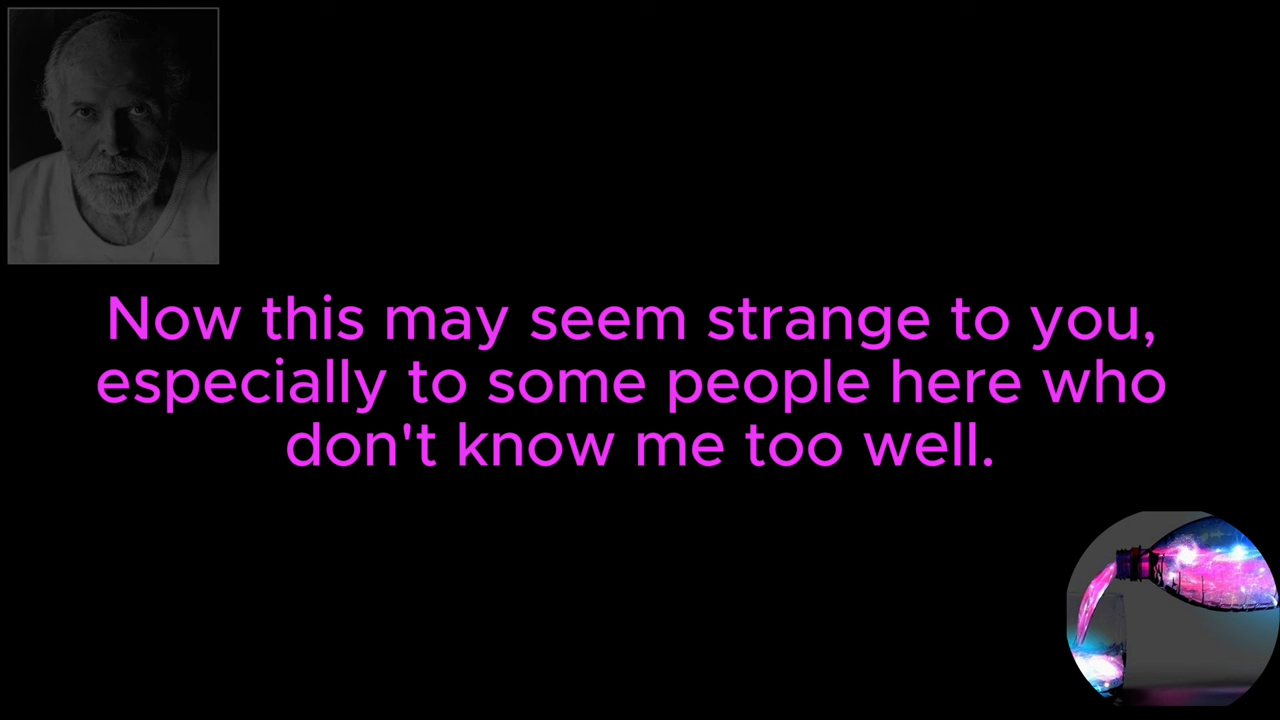 Now this may seem strange to you,
especially to some people here who
don't know me too well.